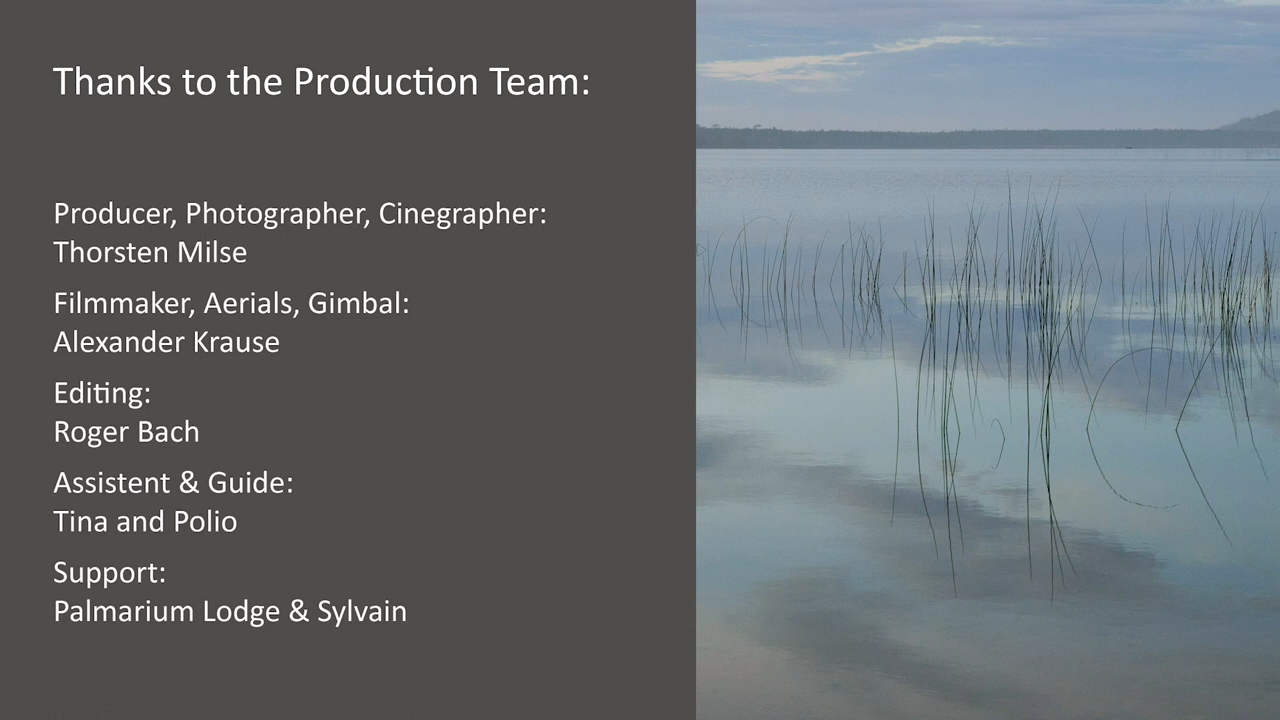 Thanks to the Production Team:
Producer, Photographer, Cinegrapher:
Thorsten Milse
Filmmaker, Aerials, Gimbal:
Alexander Krause
Editing:
Roger Bach
Assistent & Guide:
Tina and Polio
Support:
Palmarium Lodge & Sylvain